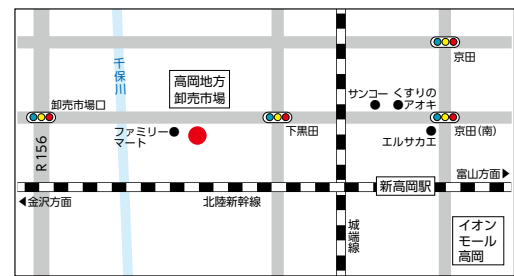 京田
千保川
高岡地方
卸売市場
サンコー
くすりの
アオキ
卸売市場口
ファミリー
マート
下黒田
エルサカエ
京田(南)
R156
富山方面▶
新高岡駅
◀金沢方面
北陸新幹線
城端線
イオン
モール
高岡